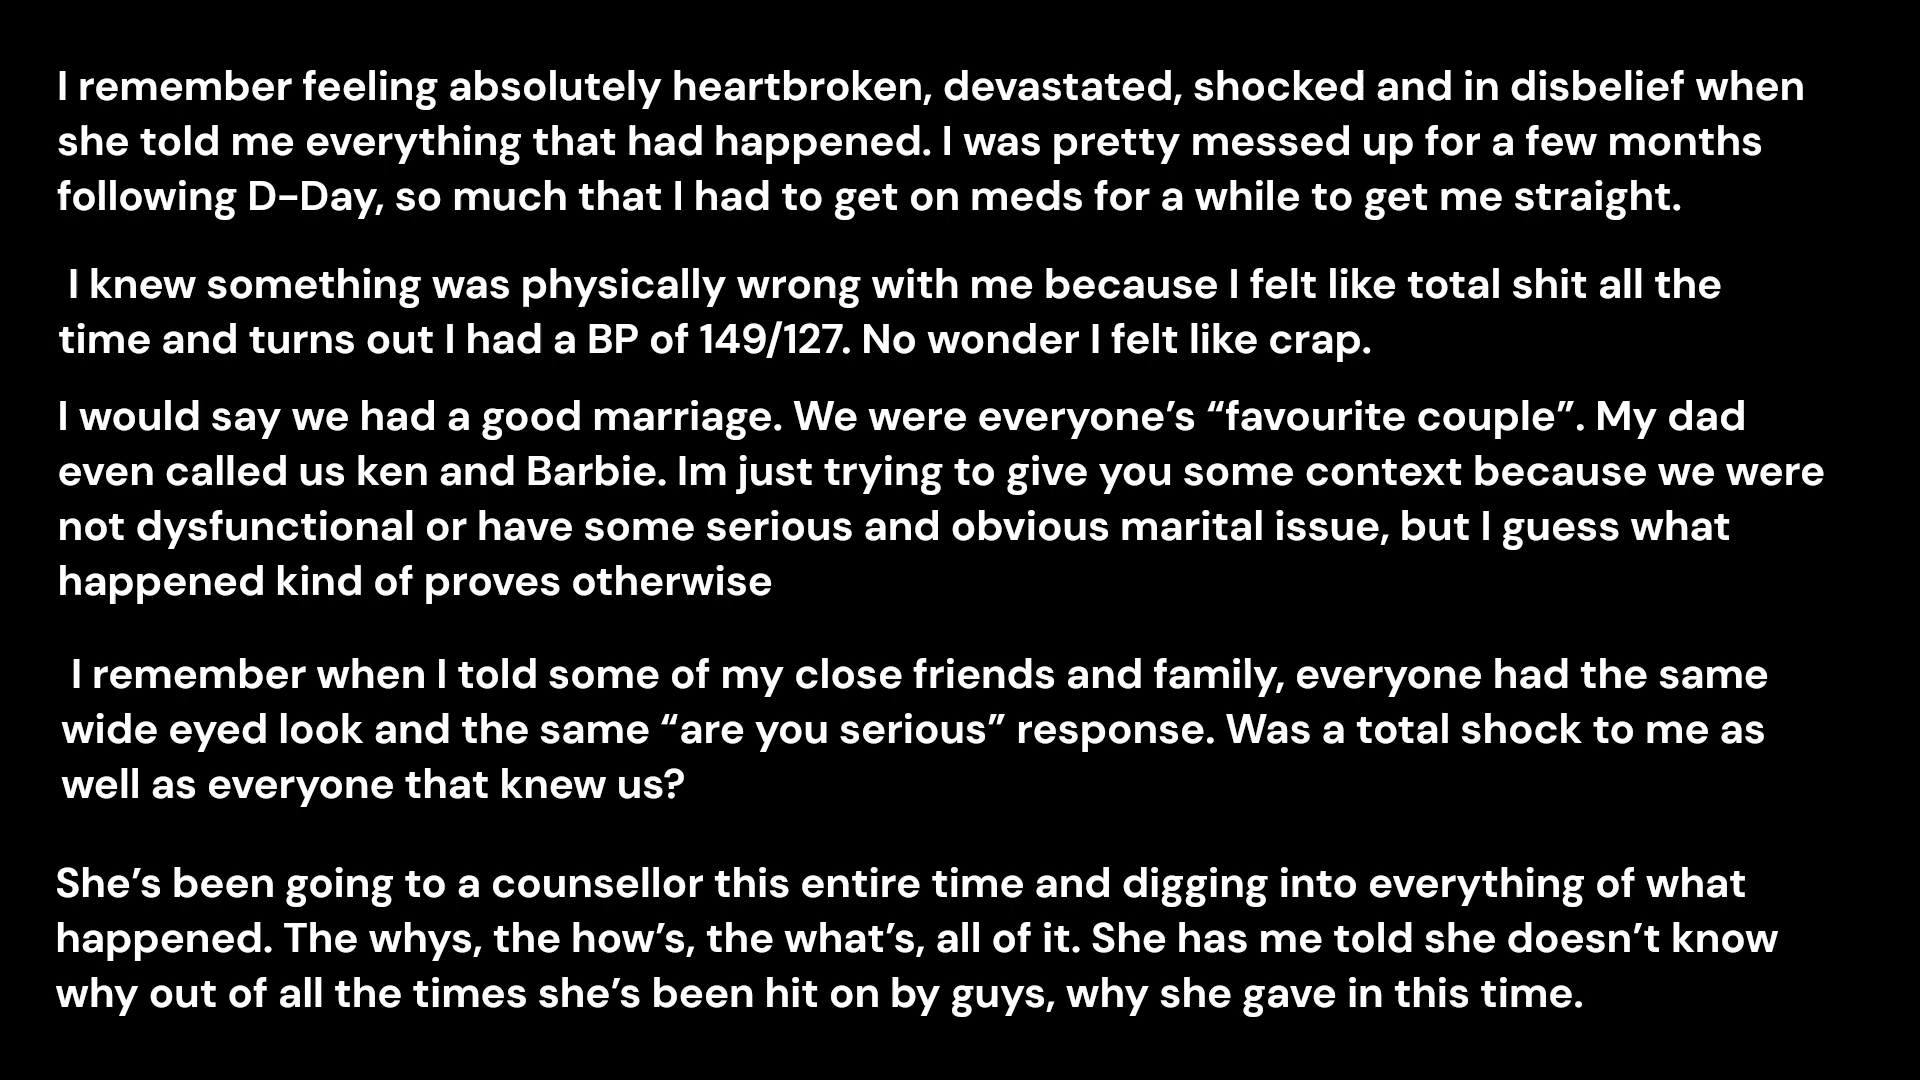 I remember feeling absolutely heartbroken, devastated, shocked and in disbelief when
she told me everything that had happened. I was pretty messed up for a few months
following D-Day, so much that I had to get on meds for a while to get me straight.
I knew something was physically wrong with me because I felt like total shit all the
time and turns out I had a BP of 149/127. No wonder I felt like crap.
I would say we had a good marriage. We were everyone’s “favourite couple”. My dad
even called us ken and Barbie. Im just trying to give you some context because we were
not dysfunctional or have some serious and obvious marital issue, but I guess what
happened kind of proves otherwise
I remember when I told some of my close friends and family, everyone had the same
wide eyed look and the same “are you serious” response. Was a total shock to me as
well as everyone that knew us?
She’s been going to a counsellor this entire time and digging into everything of what
happened. The whys, the how’s, the what’s, all of it. She has me told she doesn’t know
why out of all the times she’s been hit on by guys, why she gave in this time.